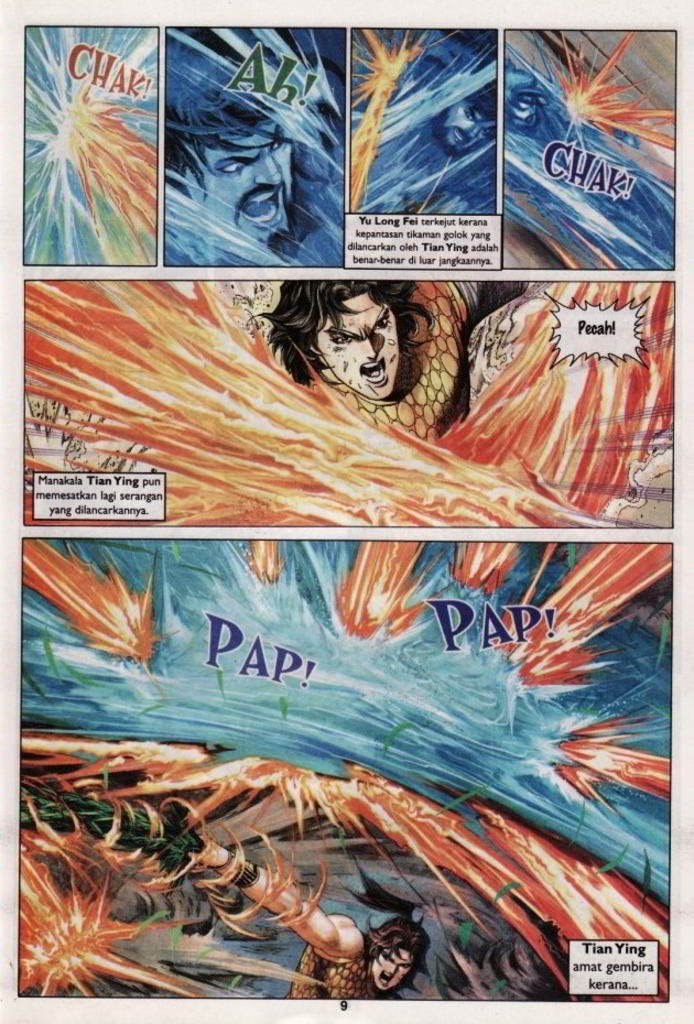 CHAK!
AH!
Yu Long Fei terkejut kerana
kepantasan tikaman golok yang
dilancarkan oleh Tian Ying adalah
benar-benar di luar jangkaannya.
CHAK!
Pecah!
Manakala Tian Ying pun
memesatkan lagi serangan
yang dilancarkannya.
PAP!
PAP!
Tian Ying
amat gembira
kerana...
9